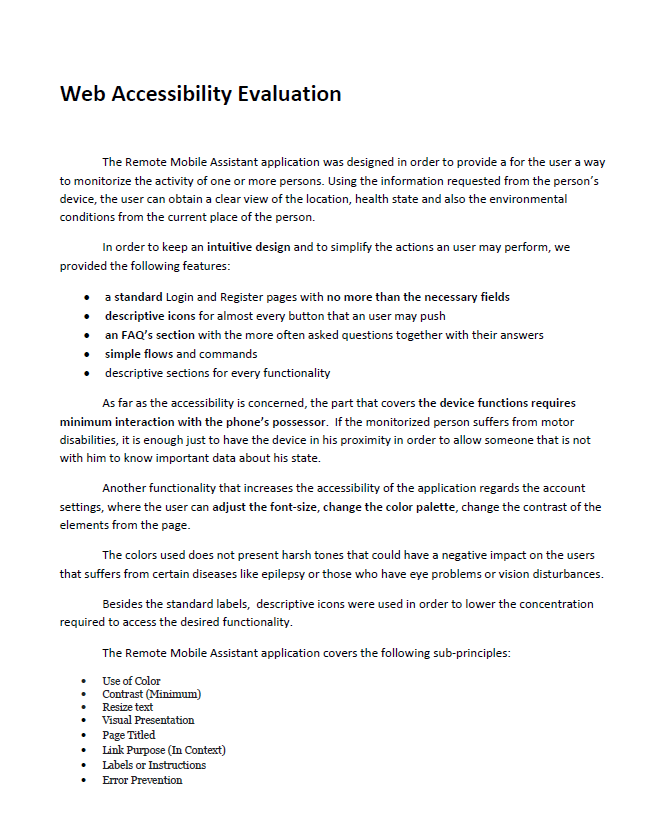 Web Accessibility Evaluation
The Remote Mobile Assistant application was designed in order to provide a for the user a way
to monitorize the activity of one or more persons. Using the information requested from the person's
device, the user can obtain a clear view of the location, health state and also the environmental
conditions from the current place of the person.
In order to keep an intuitive design and to simplify the actions an user may perform, we
provided the following features:
• a standard Login and Register pages with no more than the necessary fields
• descriptive icons for almost every button that an user may push
• an FAQ's section with the more often asked questions together with their answers
• simple flows and commands
• descriptive sections for every functionality
As far as the accessibility is concerned, the part that covers the device functions requires
minimum interaction with the phone's possessor.  If the monitorized person suffers from motor
disabilities, it is enough just to have the device in his proximity in order to allow someone that is not
with him to know important data about his state.
Another functionality that increases the accessibility of the application regards the account
settings, where the user can adjust the font-size, change the color palette, change the contrast of the
elements from the page.
The colors used does not present harsh tones that could have a negative impact on the users
that suffers from certain diseases like epilepsy or those who have eye problems or vision disturbances.
Besides the standard labels,  descriptive icons were used in order to lower the concentration
required to access the desired functionality.
The Remote Mobile Assistant application covers the following sub-principles:
• Use of Color
• Contrast (Minimum)
• Resize text
• Visual Presentation
• Page Titled
• Link Purpose (In Context)
• Labels or Instructions
• Error Prevention